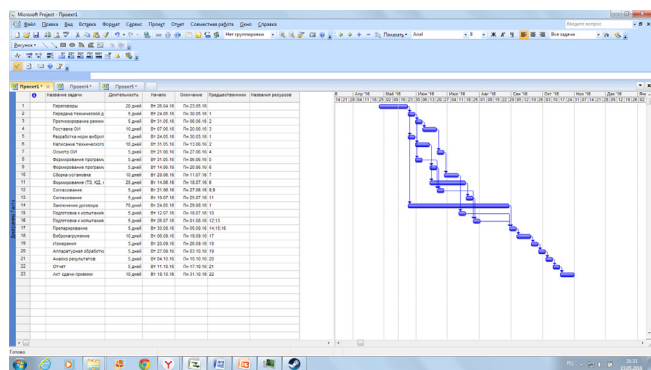 Microsoft Project - Проект1
Файл Правка Вид Вставка Формат Сервис Проект Отчет Совместная работа Окно Справка
Введите вопрос
Нет группировки Показать Arial 8 Ж К Ч Все задачи
Рисунок
Проект1 * Проект4 * Проект5 *
Название задачи Длительность Начало Окончание Предшественники Названия ресурсов
Апр '16 Май '16 Июн '16 Июл '16 Авг '16 Сен '16 Окт '16 Ноя '16 Дек '16
1 Переговоры 20 дней Вт 26.04.16 Пн 23.05.16
2 Передача технической д 5 дней Вт 24.05.16 Пн 30.05.16 1
3 Прогнозирование режим 5 дней Вт 31.05.16 Пн 06.06.16 2
4 Поставка ОИ 10 дней Вт 07.06.16 Пн 20.06.16 3
5 Разработка норм вибро 5 дней Вт 24.05.16 Пн 30.05.16 1
6 Написание технического 10 дней Вт 31.05.16 Пн 13.06.16 2
7 Осмотр ОИ 5 дней Вт 21.06.16 Пн 27.06.16 4
8 Формирование программ 5 дней Вт 31.05.16 Пн 06.06.16 5
9 Формирование программ 5 дней Вт 14.06.16 Пн 20.06.16 6
10 Сборка установки 10 дней Вт 28.06.16 Пн 11.07.16 7
11 Формирование (ТЗ, КД, 25 дней Вт 14.06.16 Пн 18.07.16 6
12 Согласование 5 дней Вт 21.06.16 Пн 27.06.16 8;9
13 Согласование 5 дней Вт 19.07.16 Пн 25.07.16 11
14 Заключение договора 70 дней Вт 24.05.16 Пн 29.08.16 1
15 Подготовка к испытания 5 дней Вт 12.07.16 Пн 18.07.16 10
16 Подготовка к испытания 5 дней Вт 26.07.16 Пн 01.08.16 12;13
17 Препарирование 5 дней Вт 30.08.16 Пн 05.09.16 14;15;16
18 Вибронагружение 10 дней Вт 06.09.16 Пн 19.09.16 17
19 Измерения 5 дней Вт 20.09.16 Пн 26.09.16 18
20 Аппаратурная обработка 5 дней Вт 27.09.16 Пн 03.10.16 19
21 Анализ результатов 5 дней Вт 04.10.16 Пн 10.10.16 20
22 Отчет 5 дней Вт 11.10.16 Пн 17.10.16 21
23 Акт сдачи приемки 10 дней Вт 18.10.16 Пн 31.10.16 22
Готово